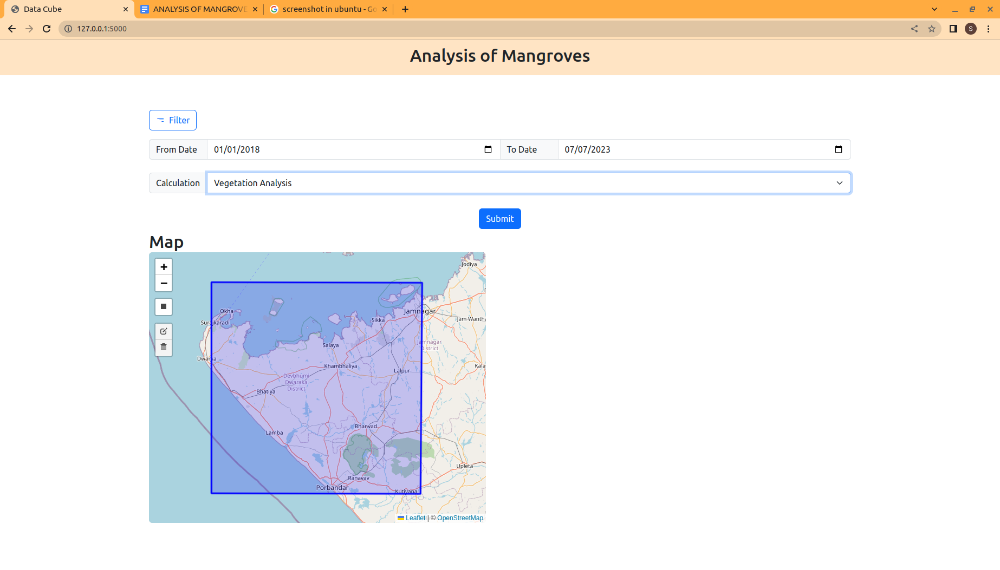 Data Cube
ANALYSIS OF MANGROVE
screenshot in ubuntu - Go
127.0.0.1:5000
S
Analysis of Mangroves
Filter
From Date 01/01/2018 To Date 07/07/2023
Calculation Vegetation Analysis
Submit
Map
+
−
Jodiya
Okha
Jamnagar
Surajkaradi
Sikka
Jam-Wantha
Salaya
Jamnagar
District
Dwarka
Khambhaliya
Kala
Lalpur
Devbhumi
Dwaraka
District
Bhatiya
Bhanvad
Lamba
Upleta
Ranavav
Porbandar
Kutiyana
Leaflet | © OpenStreetMap